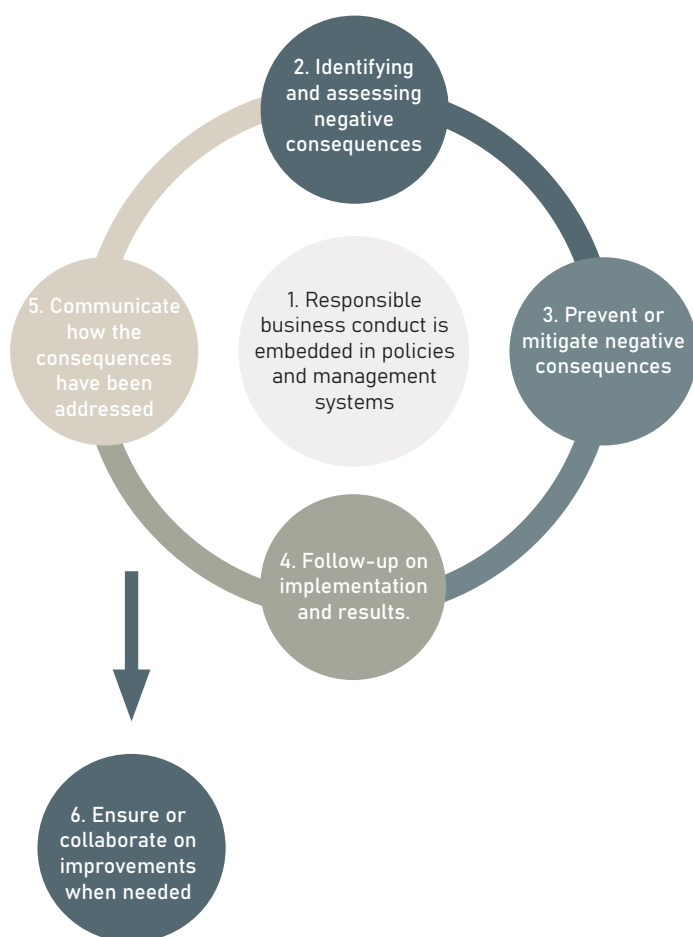 2. Identifying
and assessing
negative
consequences
1. Responsible
business conduct is
embedded in policies
and management
systems
3. Prevent or
mitigate negative
consequences
5. Communicate
how the
consequences
have been
addressed
4. Follow-up on
implementation
and results.
6. Ensure or
collaborate on
improvements
when needed